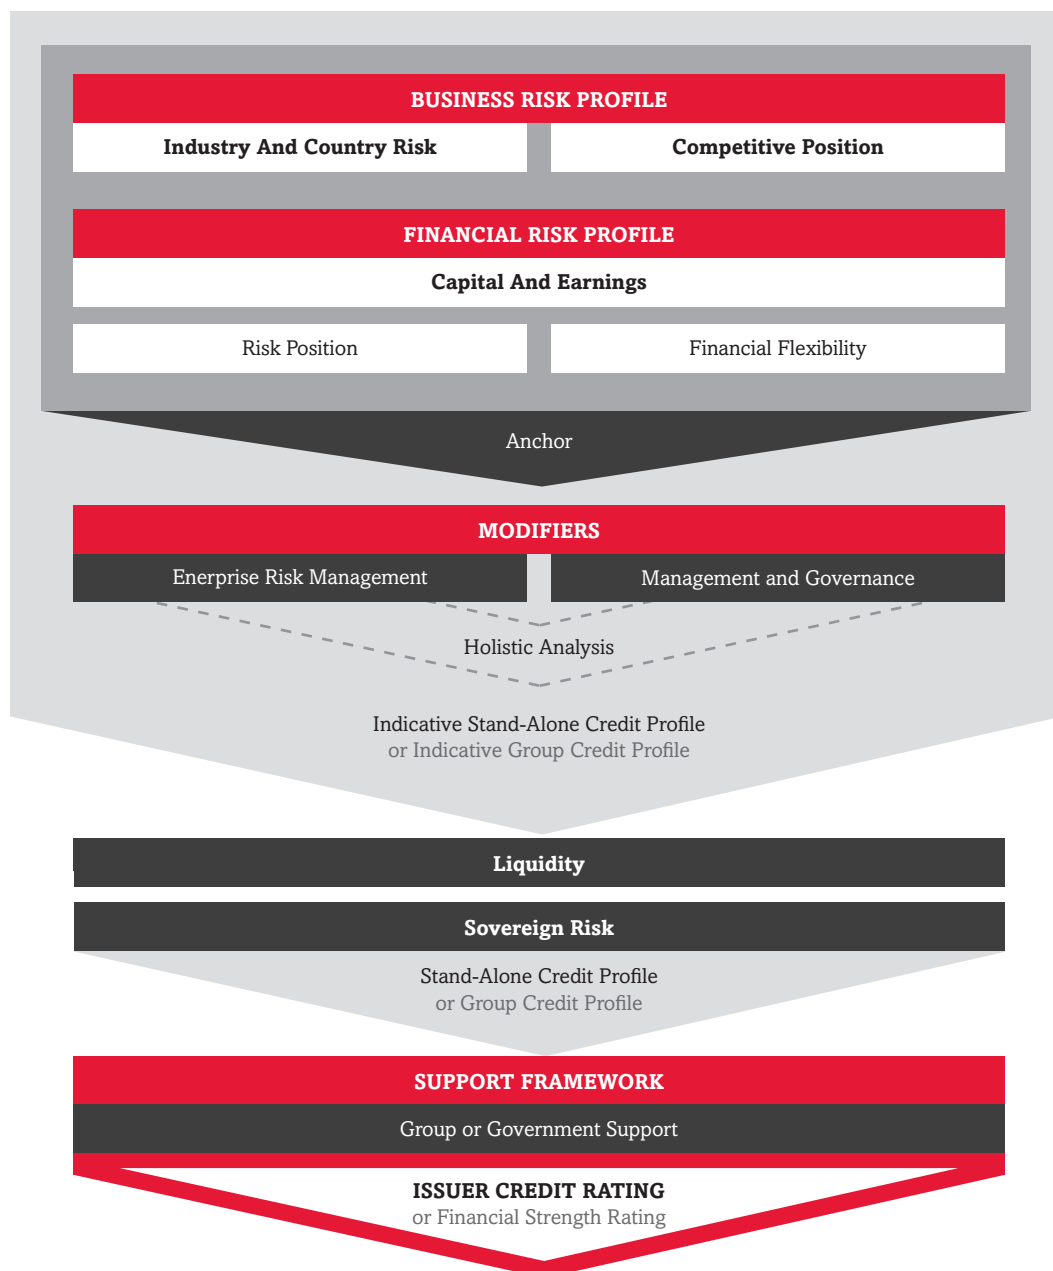 BUSINESS RISK PROFILE
Industry And Country Risk
Competitive Position
FINANCIAL RISK PROFILE
Capital And Earnings
Risk Position
Financial Flexibility
Anchor
MODIFIERS
Enerprise Risk Management
Management and Governance
Holistic Analysis
Indicative Stand-Alone Credit Profile
or Indicative Group Credit Profile
Liquidity
Sovereign Risk
Stand-Alone Credit Profile
or Group Credit Profile
SUPPORT FRAMEWORK
Group or Government Support
ISSUER CREDIT RATING
or Financial Strength Rating